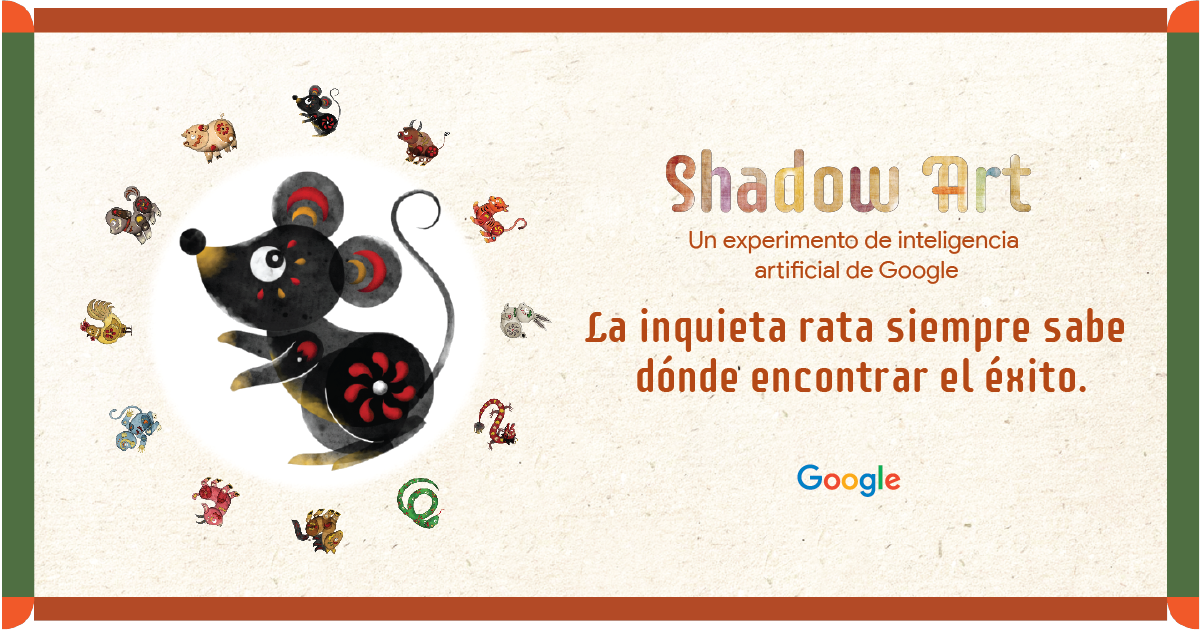 Shadow Art
Un experimento de inteligencia
artificial de Google
La inquieta rata siempre sabe
dónde encontrar el éxito.
Google